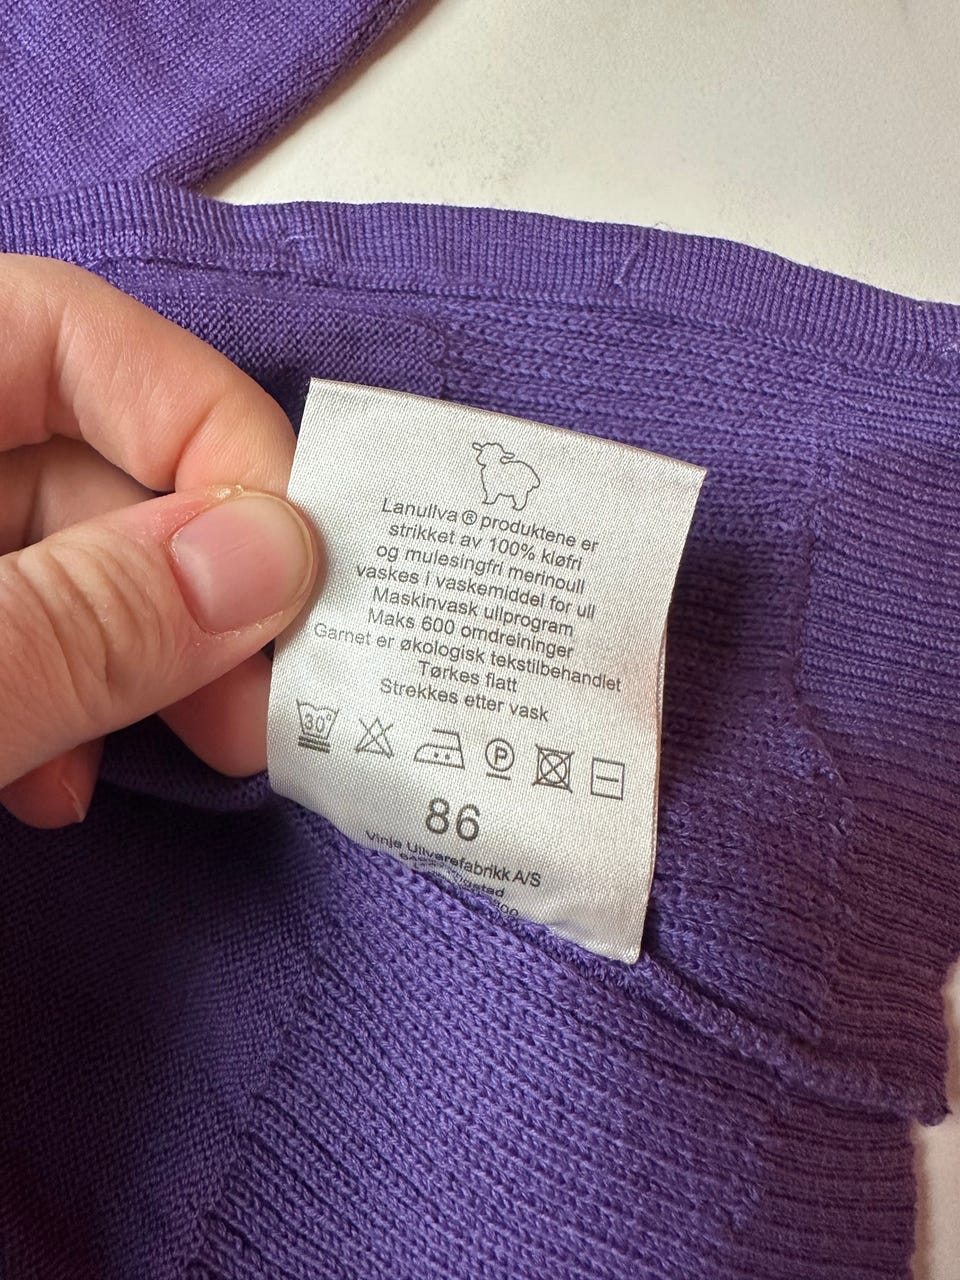 Lanullva ® produktene er
strikket av 100% kløfri
og mulesingfri merinoull
vaskes i vaskemiddel for ull
Maskinvask ullprogram
Maks 600 omdreininger
Garnet er økologisk tekstilbehandlet
Tørkes flatt
Strekkes etter vask
30°
P
86
Vinje Ullvarefabrikk A/S